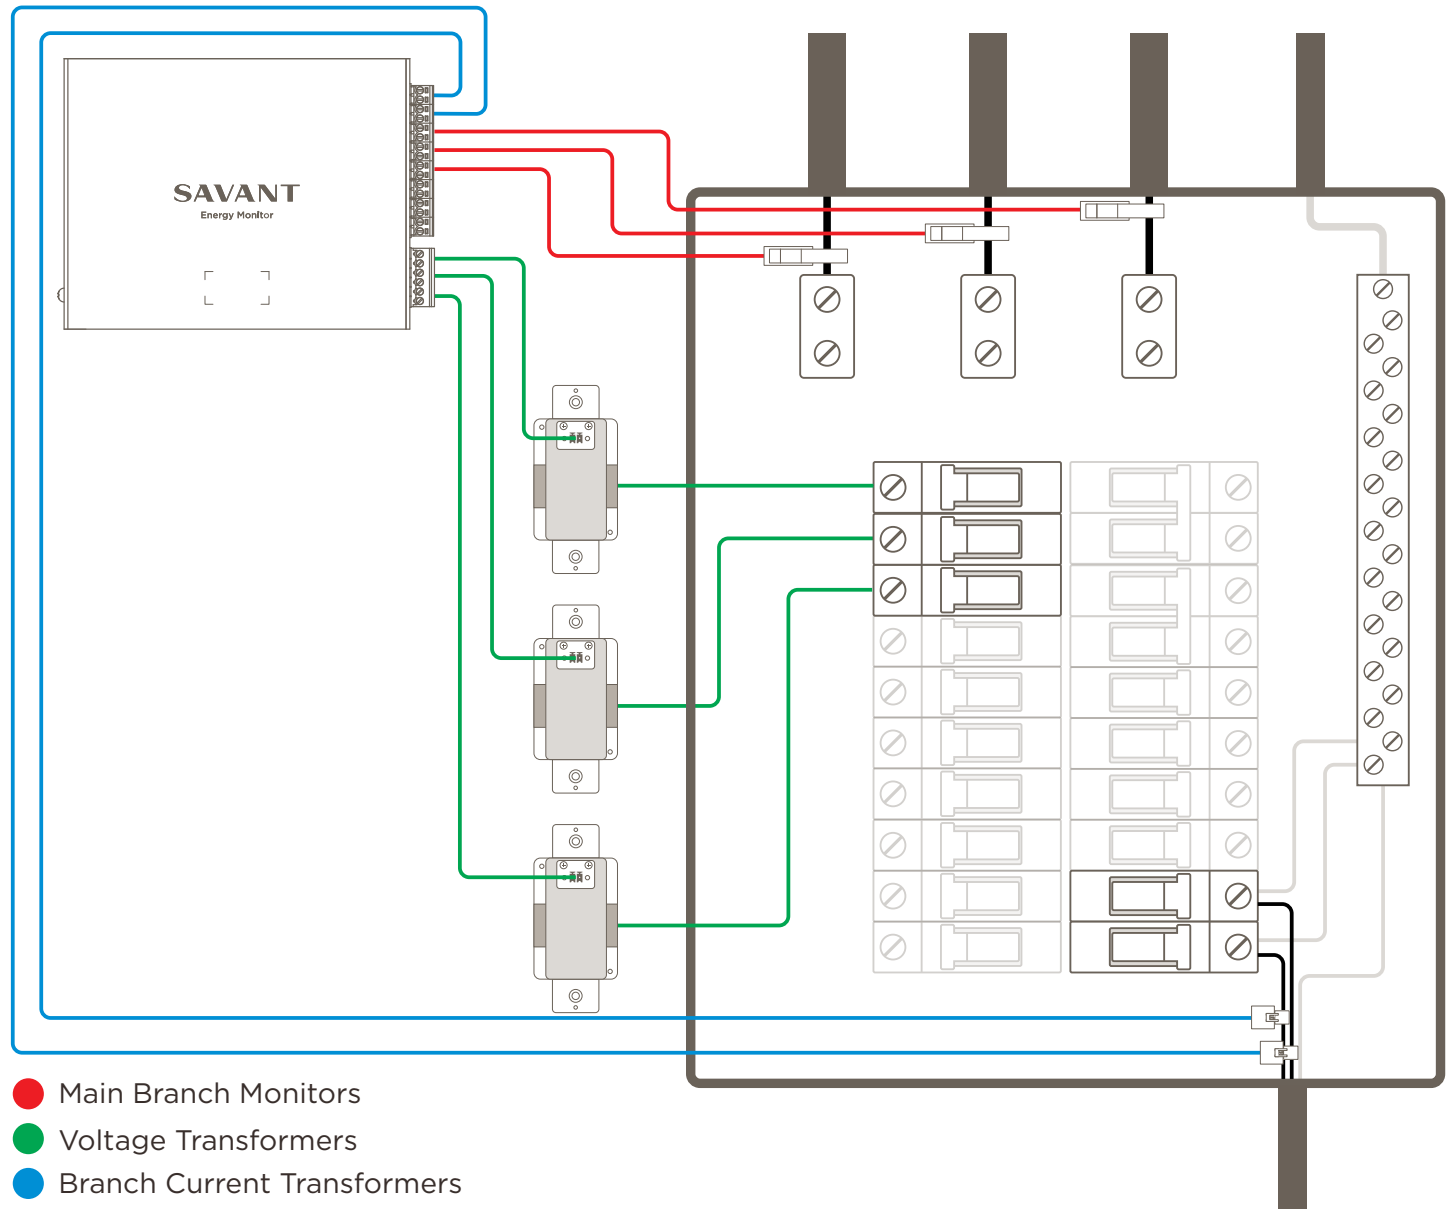 SAVANT
Energy Monitor
Main Branch Monitors
Voltage Transformers
Branch Current Transformers